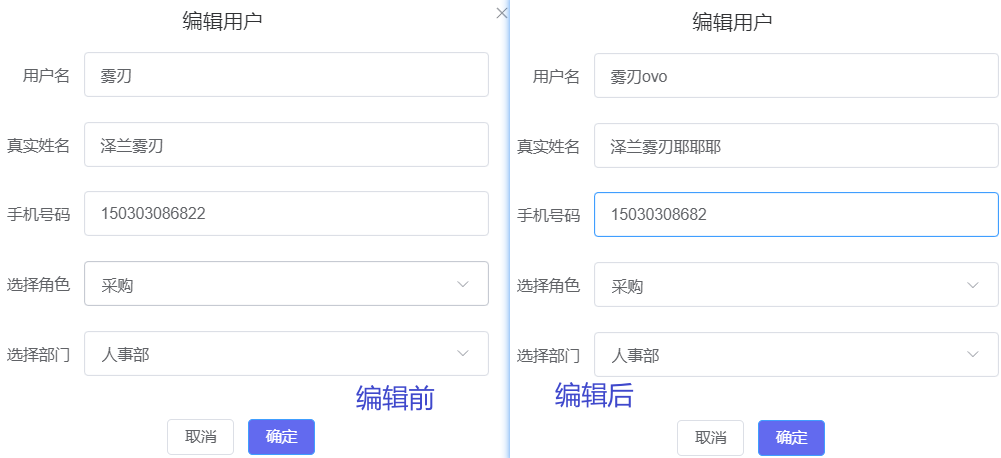 编辑用户
用户名
雾刃
真实姓名
泽兰雾刃
手机号码
150303086822
选择角色
采购
选择部门
人事部
编辑前
取消
确定
编辑用户
用户名
雾刃ovo
真实姓名
泽兰雾刃耶耶耶
手机号码
15030308682
选择角色
采购
选择部门
人事部
编辑后
取消
确定